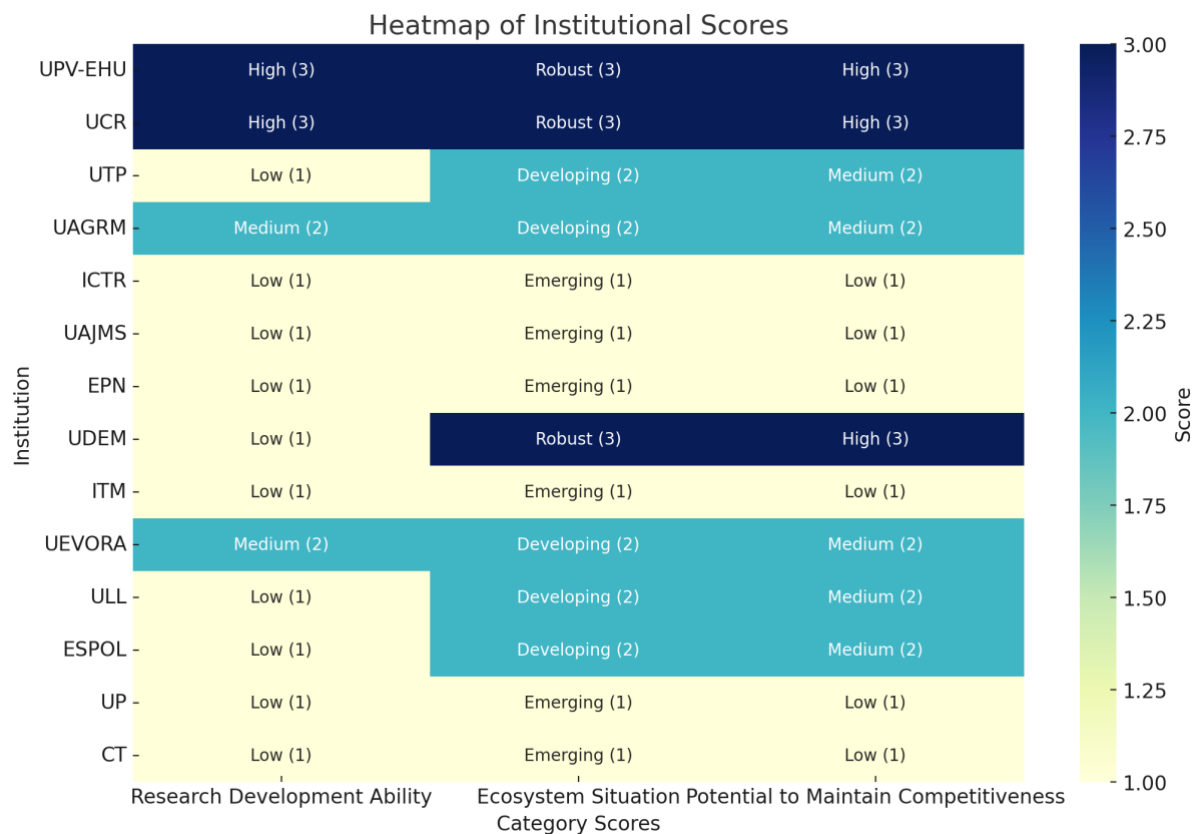 Heatmap of Institutional Scores
UPV-EHU High (3) Robust (3) High (3)
UCR High (3) Robust (3) High (3)
UTP Low (1) Developing (2) Medium (2)
UAGRM Medium (2) Developing (2) Medium (2)
ICTR Low (1) Emerging (1) Low (1)
UAJMS Low (1) Emerging (1) Low (1)
EPN Low (1) Emerging (1) Low (1)
UDEM Low (1) Robust (3) High (3)
ITM Low (1) Emerging (1) Low (1)
UEVORA Medium (2) Developing (2) Medium (2)
ULL Low (1) Developing (2) Medium (2)
ESPOL Low (1) Developing (2) Medium (2)
UP Low (1) Emerging (1) Low (1)
CT Low (1) Emerging (1) Low (1)
Institution
Research Development Ability Ecosystem Situation Potential to Maintain Competitiveness
Category Scores
3.00
2.75
2.50
2.25
2.00
1.75
1.50
1.25
1.00
Score